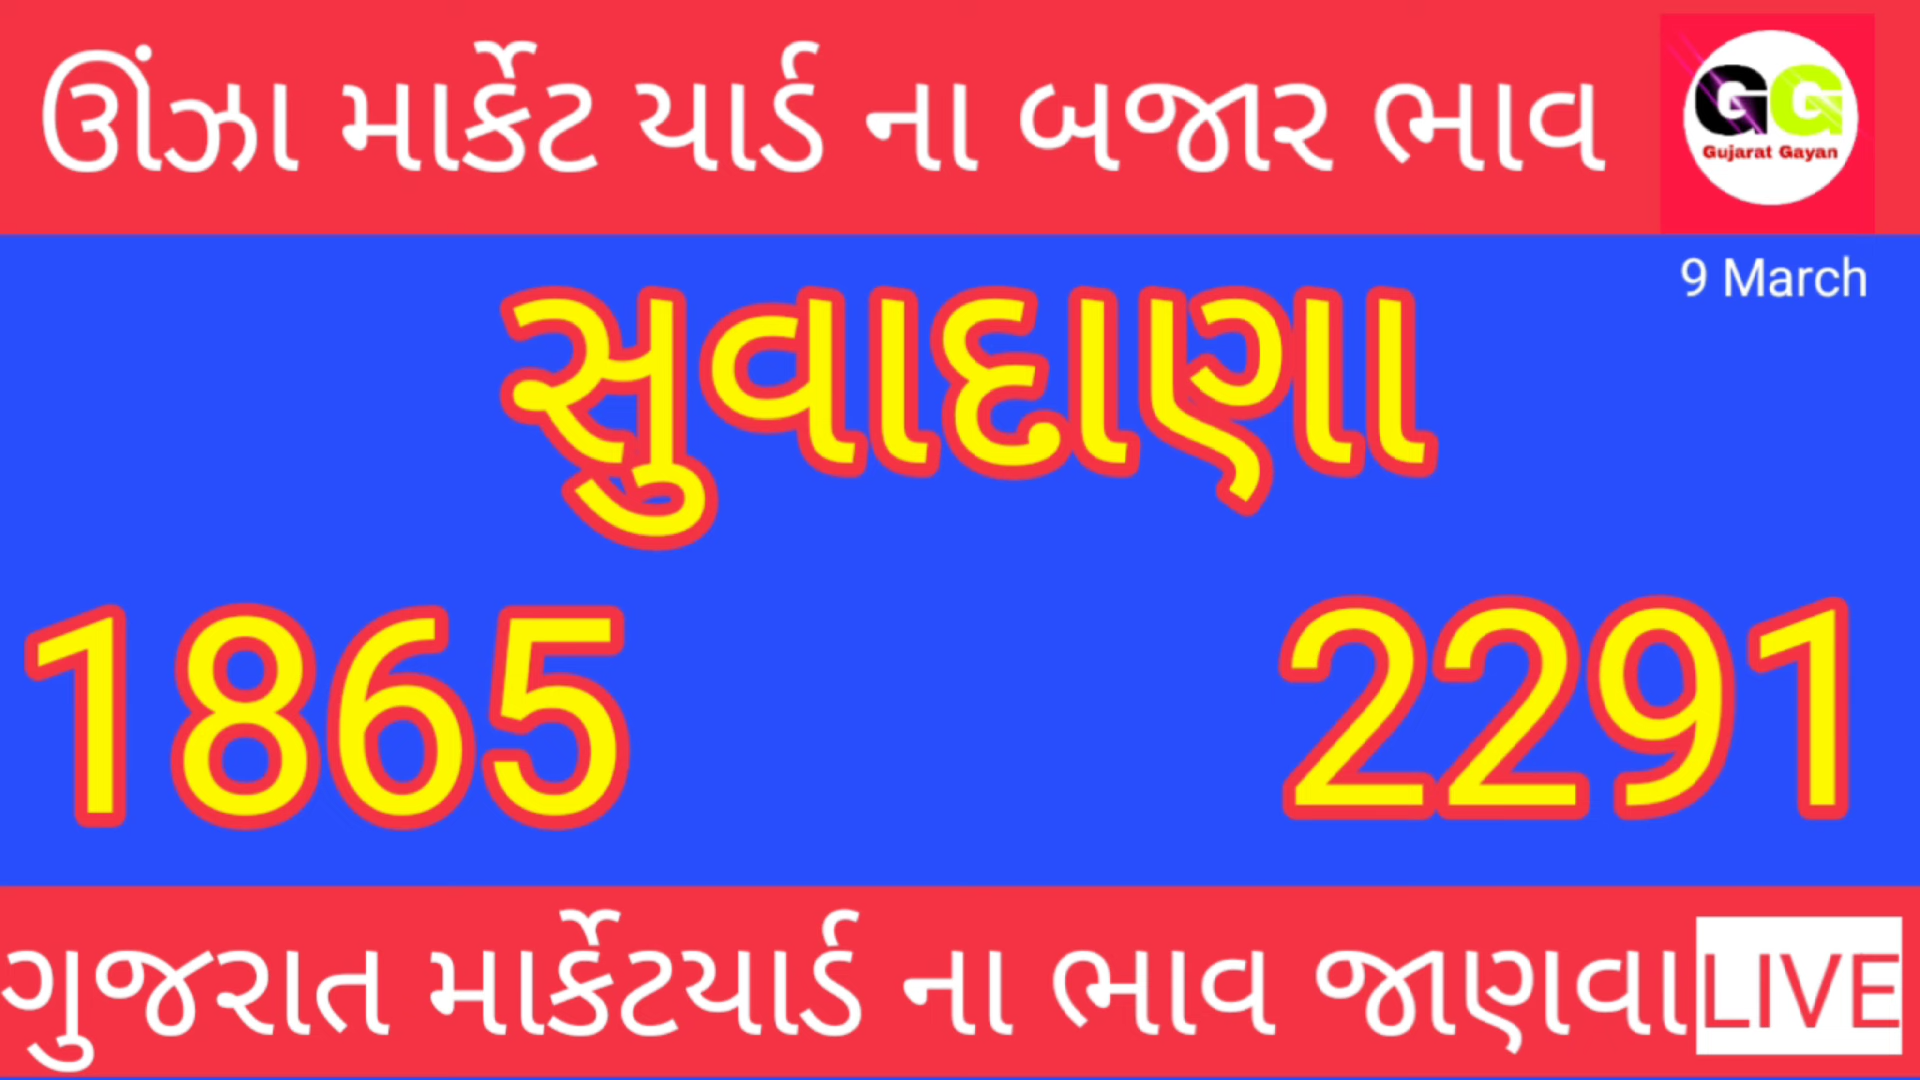 ઊંઝા માર્કેટ યાર્ડ ના બજાર ભાવ
GG
Gujarat Gayan
9 March
સુવાદાણા
1865 2291
ગુજરાત માર્કેટયાર્ડ ના ભાવ જાણવા LIVE